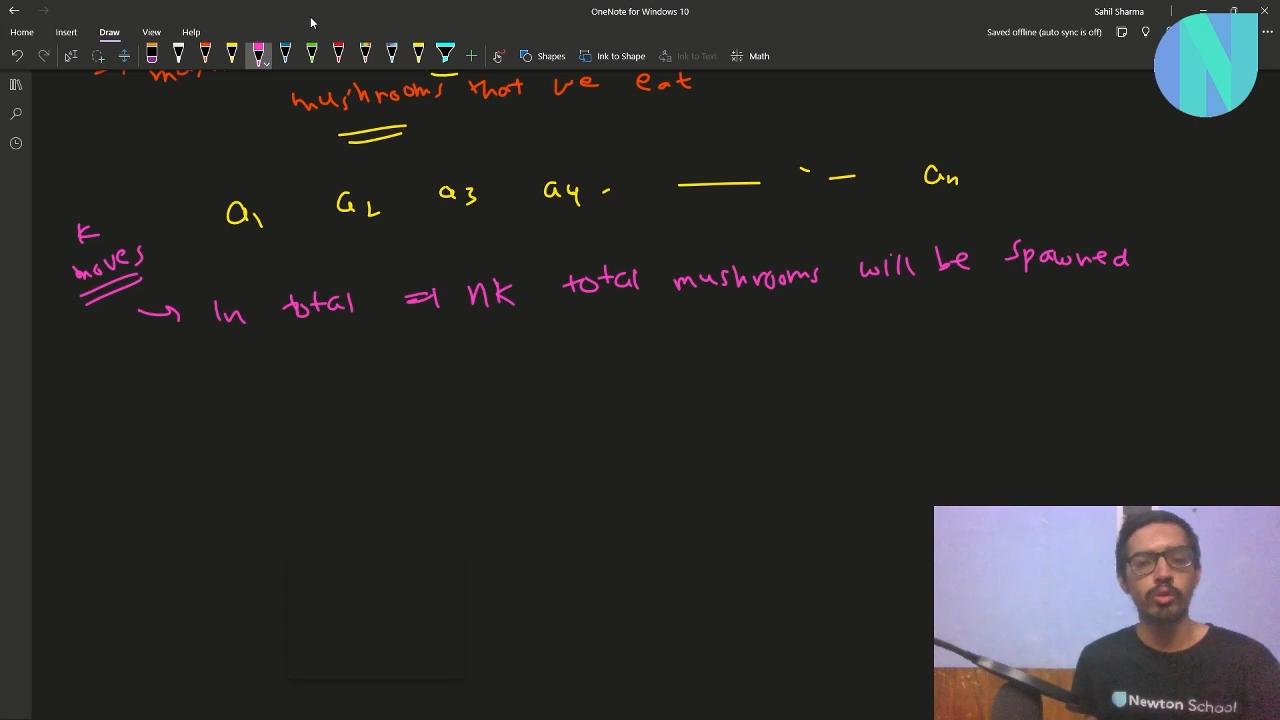 OneNote for Windows 10
Sahil Sharma
Home Insert Draw View Help
Saved offline (auto sync is off)
Shapes Ink to Shape Ink to Text Math
mushrooms that we eat
a1 a2 a3 a4 an
K
moves
In total ⇒ nK total mushrooms will be spawned
Newton School